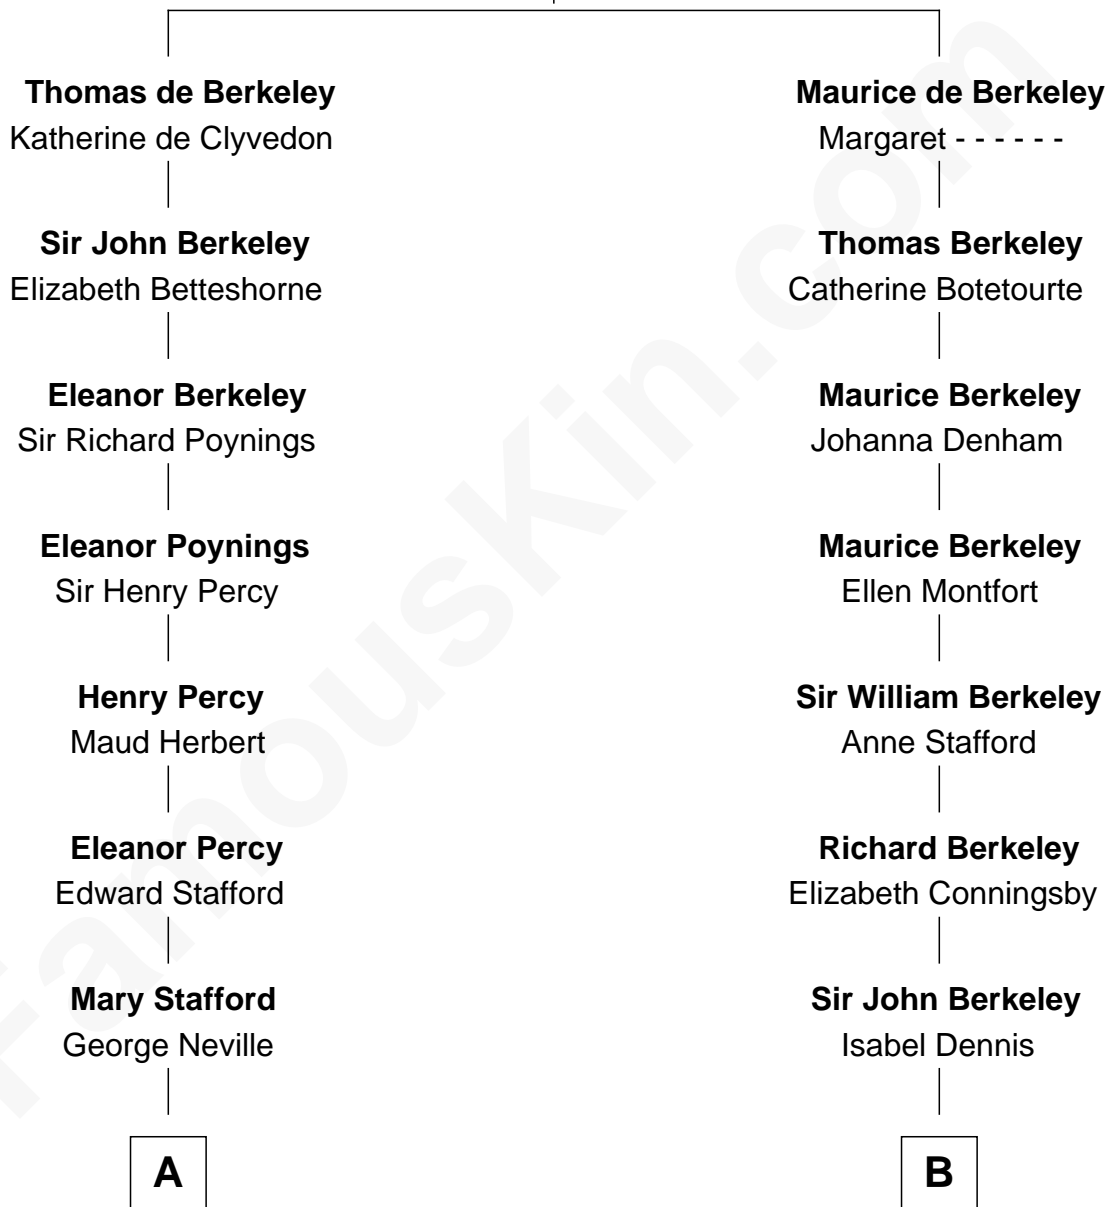 Thomas de Berkeley
Katherine de Clyvedon
Sir John Berkeley
Elizabeth Betteshorne
Eleanor Berkeley
Sir Richard Poynings
Eleanor Poynings
Sir Henry Percy
Henry Percy
Maud Herbert
Eleanor Percy
Edward Stafford
Mary Stafford
George Neville
A
Maurice de Berkeley
Margaret - - - - - -
Thomas Berkeley
Catherine Botetourte
Maurice Berkeley
Johanna Denham
Maurice Berkeley
Ellen Montfort
Sir William Berkeley
Anne Stafford
Richard Berkeley
Elizabeth Conningsby
Sir John Berkeley
Isabel Dennis
B
FamousKin.com